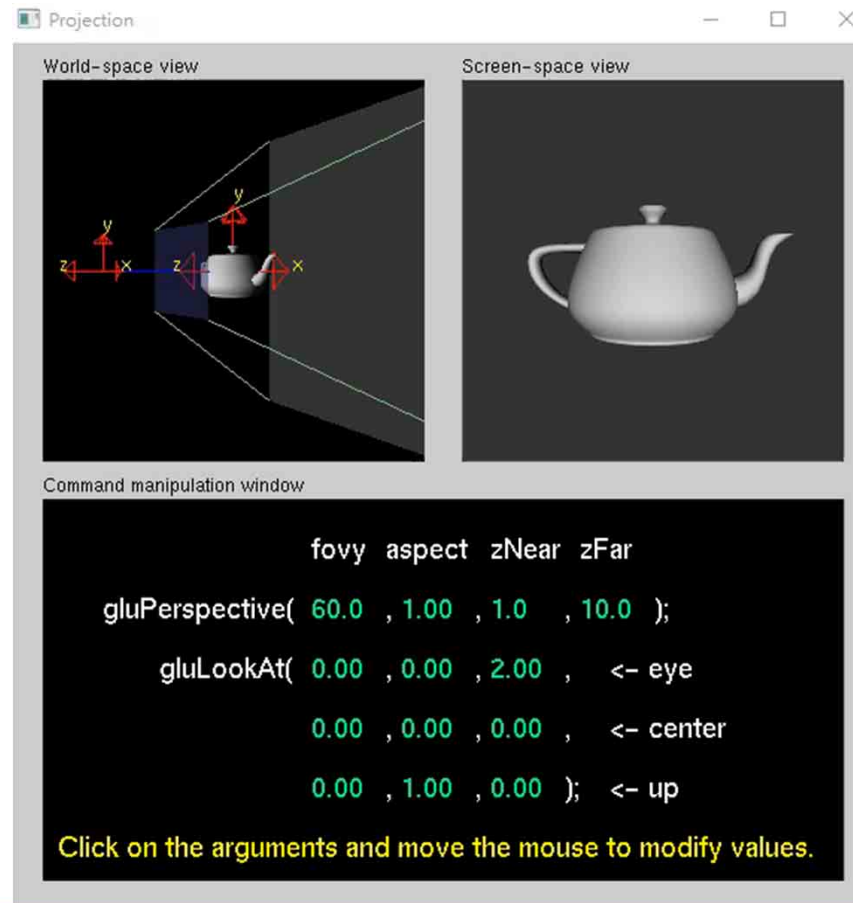 Projection
World-space view
Screen-space view
y
y
z
x
z
x
Command manipulation window
fovy aspect zNear zFar
gluPerspective( 60.0 , 1.00 , 1.0 , 10.0 );
gluLookAt( 0.00 , 0.00 , 2.00 , <- eye
0.00 , 0.00 , 0.00 , <- center
0.00 , 1.00 , 0.00 ); <- up
Click on the arguments and move the mouse to modify values.